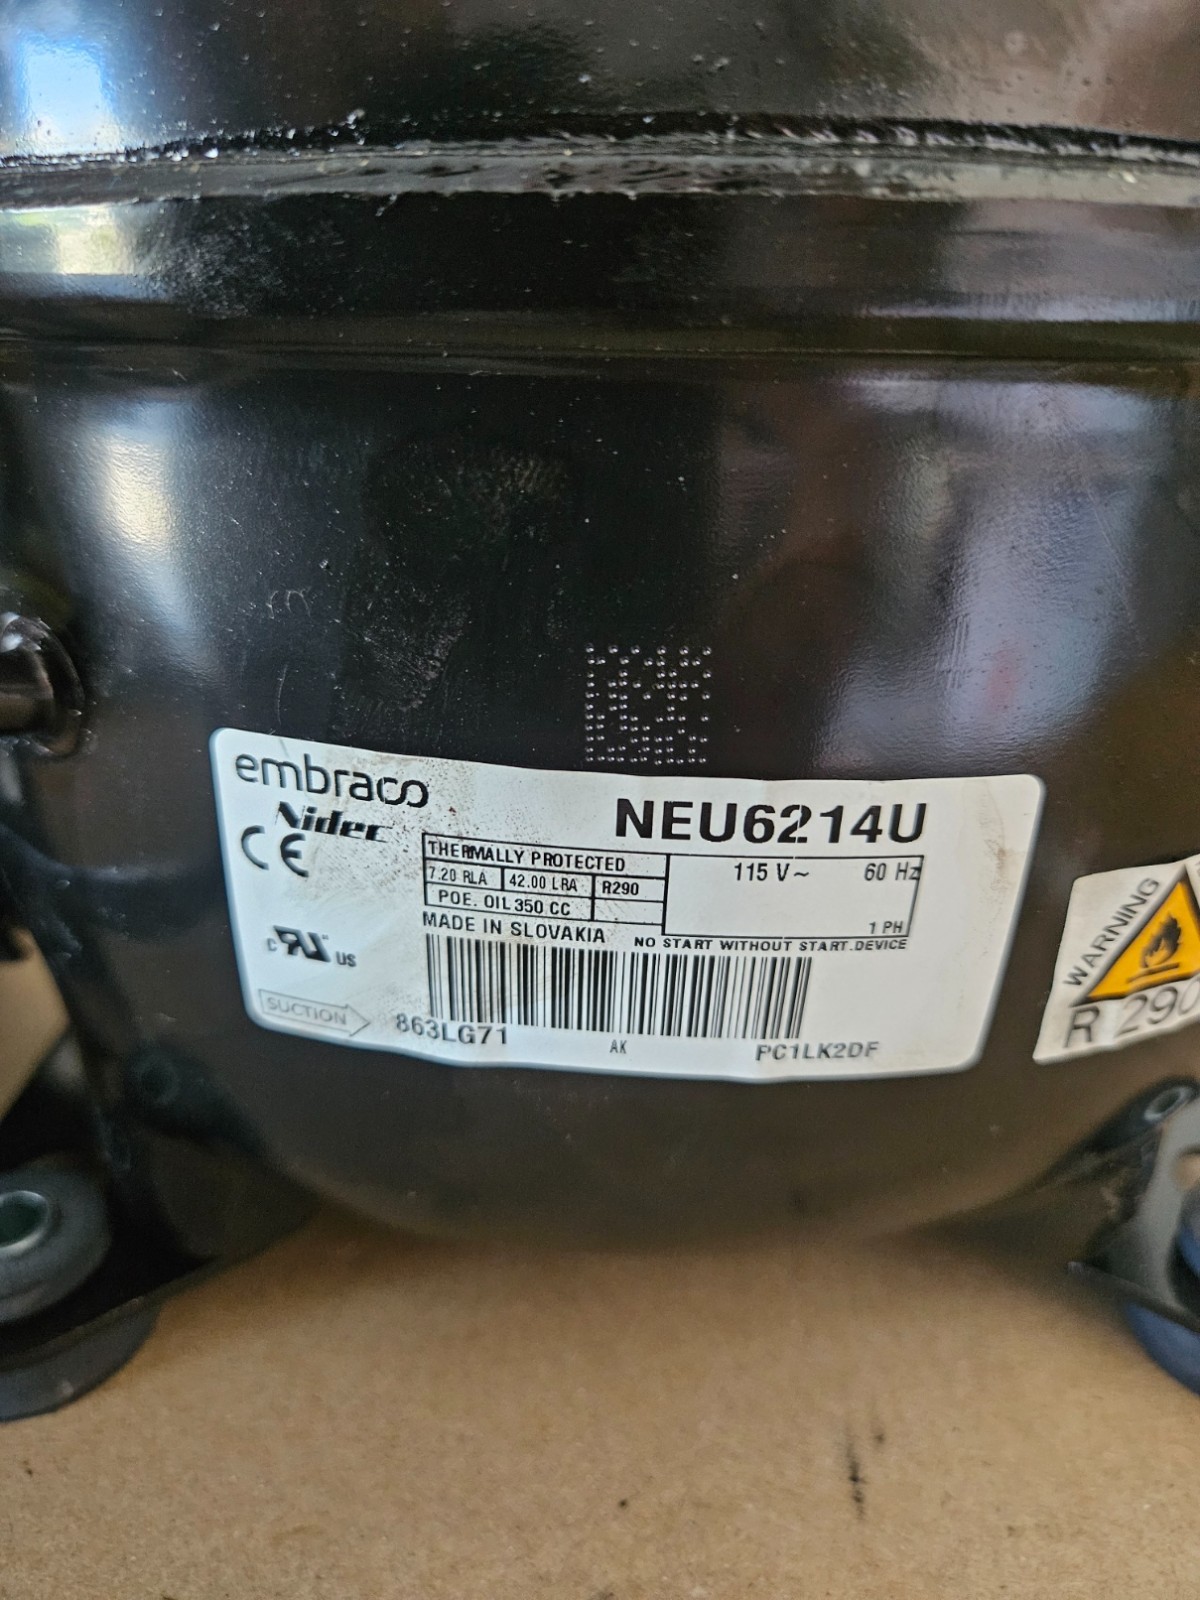 embraco
Nidec
NEU6214U
CE
THERMALLY PROTECTED
7.20 RLA 42.00 LRA R290
POE. OIL 350 CC
115 V~ 60 Hz
1 PH
MADE IN SLOVAKIA
NO START WITHOUT START.DEVICE
c RU US
SUCTION
863LG71
AK
PC1LK2DF
WARNING
R 290